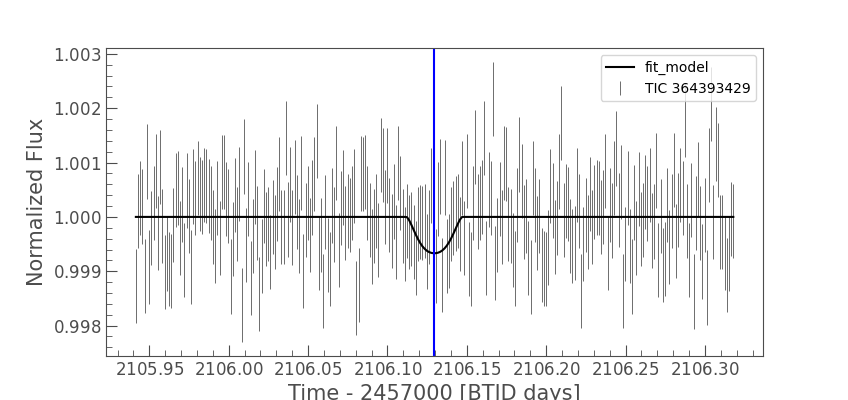 1.003
1.002
1.001
1.000
0.999
0.998
Normalized Flux
fit_model
TIC 364393429
2105.95 2106.00 2106.05 2106.10 2106.15 2106.20 2106.25 2106.30
Time - 2457000 [BTJD days]